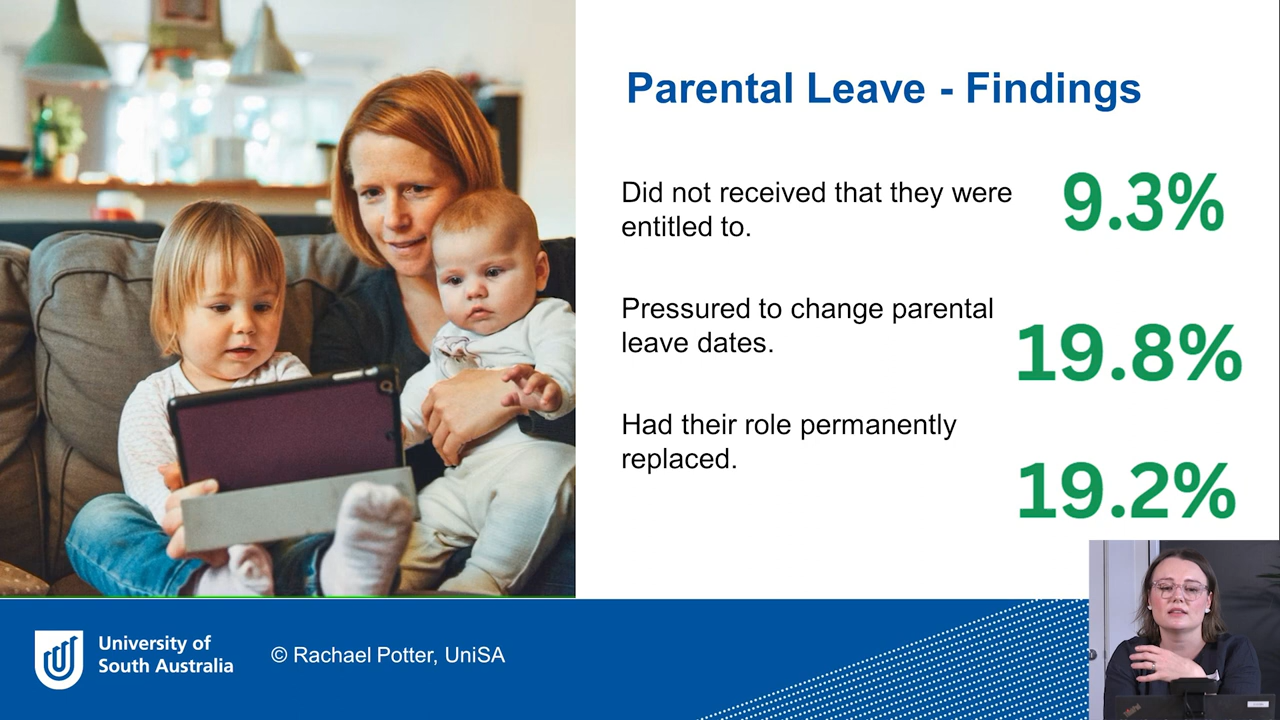 Parental Leave - Findings
Did not received that they were
entitled to.
9.3%
Pressured to change parental
leave dates.
19.8%
Had their role permanently
replaced.
19.2%
University of
South Australia
© Rachael Potter, UniSA